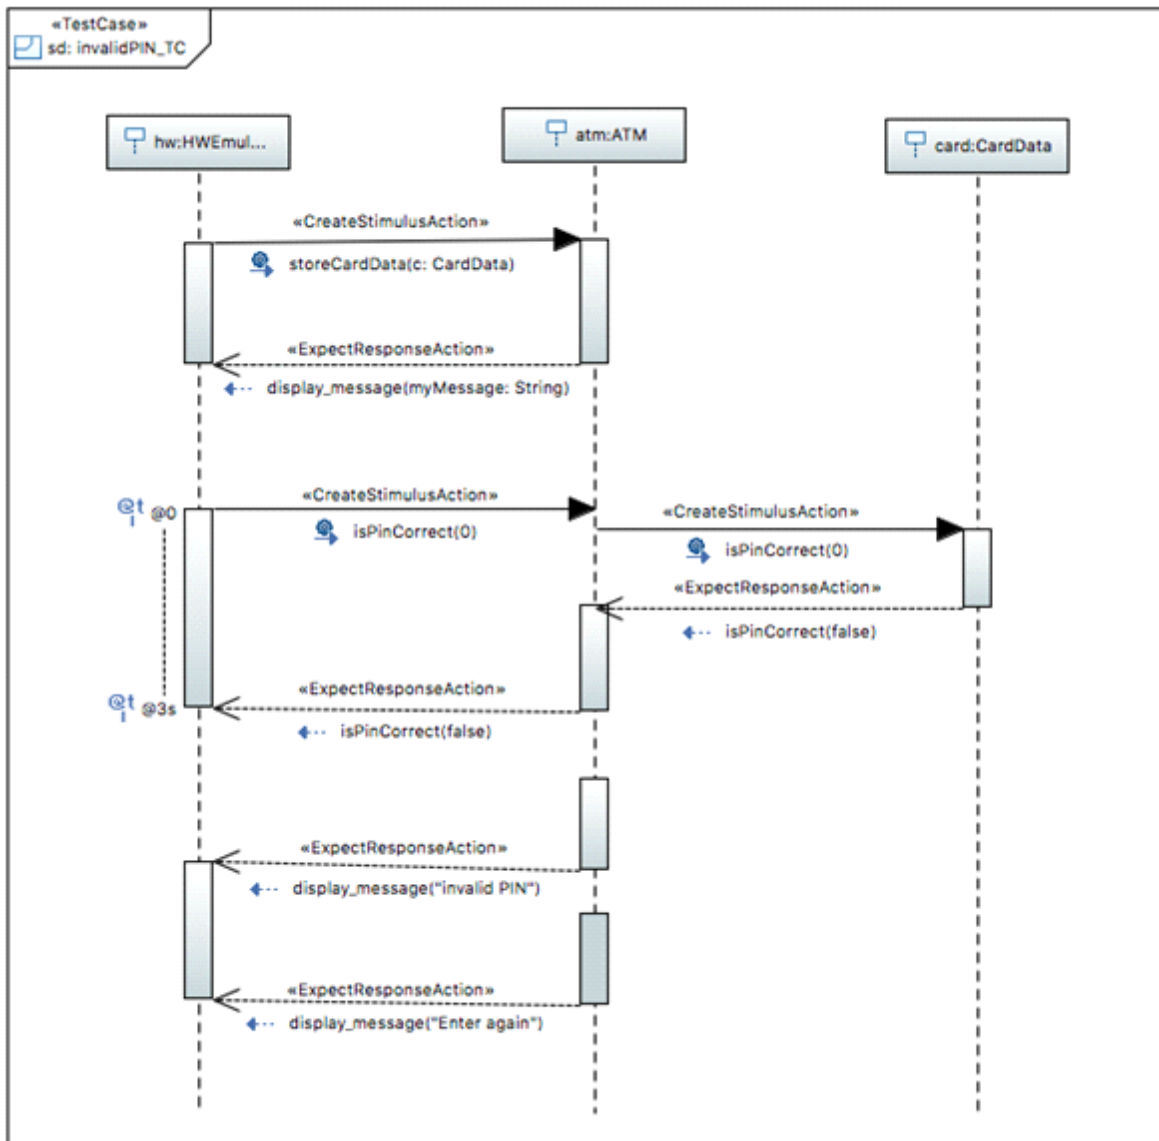 «TestCase»
sd: invalidPIN_TC
hw:HWEmul...
atm:ATM
card:CardData
«CreateStimulusAction»
storeCardData(c: CardData)
«ExpectResponseAction»
display_message(myMessage: String)
«CreateStimulusAction»
@t @0
isPinCorrect(0)
«CreateStimulusAction»
isPinCorrect(0)
«ExpectResponseAction»
isPinCorrect(false)
«ExpectResponseAction»
@t @3s
isPinCorrect(false)
«ExpectResponseAction»
display_message("invalid PIN")
«ExpectResponseAction»
display_message("Enter again")